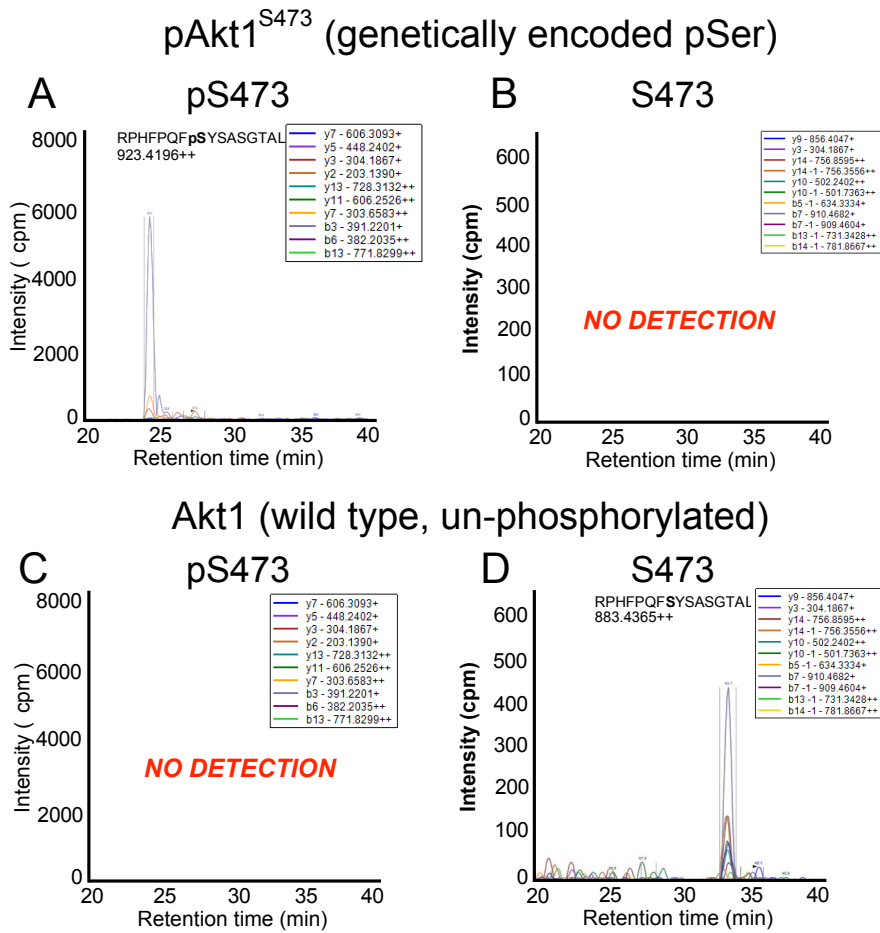 pAkt1S473 (genetically encoded pSer)
A
pS473
8000
6000
4000
2000
0
Intensity ( cpm)
RPHFPQFpSYSASGTAL
923.4196++
y7 - 606.3093+
y5 - 448.2402+
y3 - 304.1867+
y2 - 203.1390+
y13 - 728.3132++
y11 - 606.2526++
y7 - 303.6583++
b3 - 391.2201+
b6 - 382.2035++
b13 - 771.8299++
20 25 30 35 40
Retention time (min)
B
S473
600
500
400
300
200
100
0
Intensity (cpm)
y9 - 856.4047+
y3 - 304.1867+
y14 - 756.8595++
y14 -1 - 756.3556++
y10 - 502.2402++
y10 -1 - 501.7363++
b5 -1 - 634.3334+
b7 - 910.4682+
b7 -1 - 909.4604+
b13 -1 - 731.3428++
b14 -1 - 781.8667++
NO DETECTION
20 25 30 35 40
Retention time (min)
Akt1 (wild type, un-phosphorylated)
C
pS473
8000
6000
4000
2000
0
Intensity ( cpm)
y7 - 606.3093+
y5 - 448.2402+
y3 - 304.1867+
y2 - 203.1390+
y13 - 728.3132++
y11 - 606.2526++
y7 - 303.6583++
b3 - 391.2201+
b6 - 382.2035++
b13 - 771.8299++
NO DETECTION
20 25 30 35 40
Retention time (min)
D
S473
600
500
400
300
200
100
0
Intensity (cpm)
RPHFPQFSYSASGTAL
883.4365++
y9 - 856.4047+
y3 - 304.1867+
y14 - 756.8595++
y14 -1 - 756.3556++
y10 - 502.2402++
y10 -1 - 501.7363++
b5 -1 - 634.3334+
b7 - 910.4682+
b7 -1 - 909.4604+
b13 -1 - 731.3428++
b14 -1 - 781.8667++
20 25 30 35 40
Retention time (min)